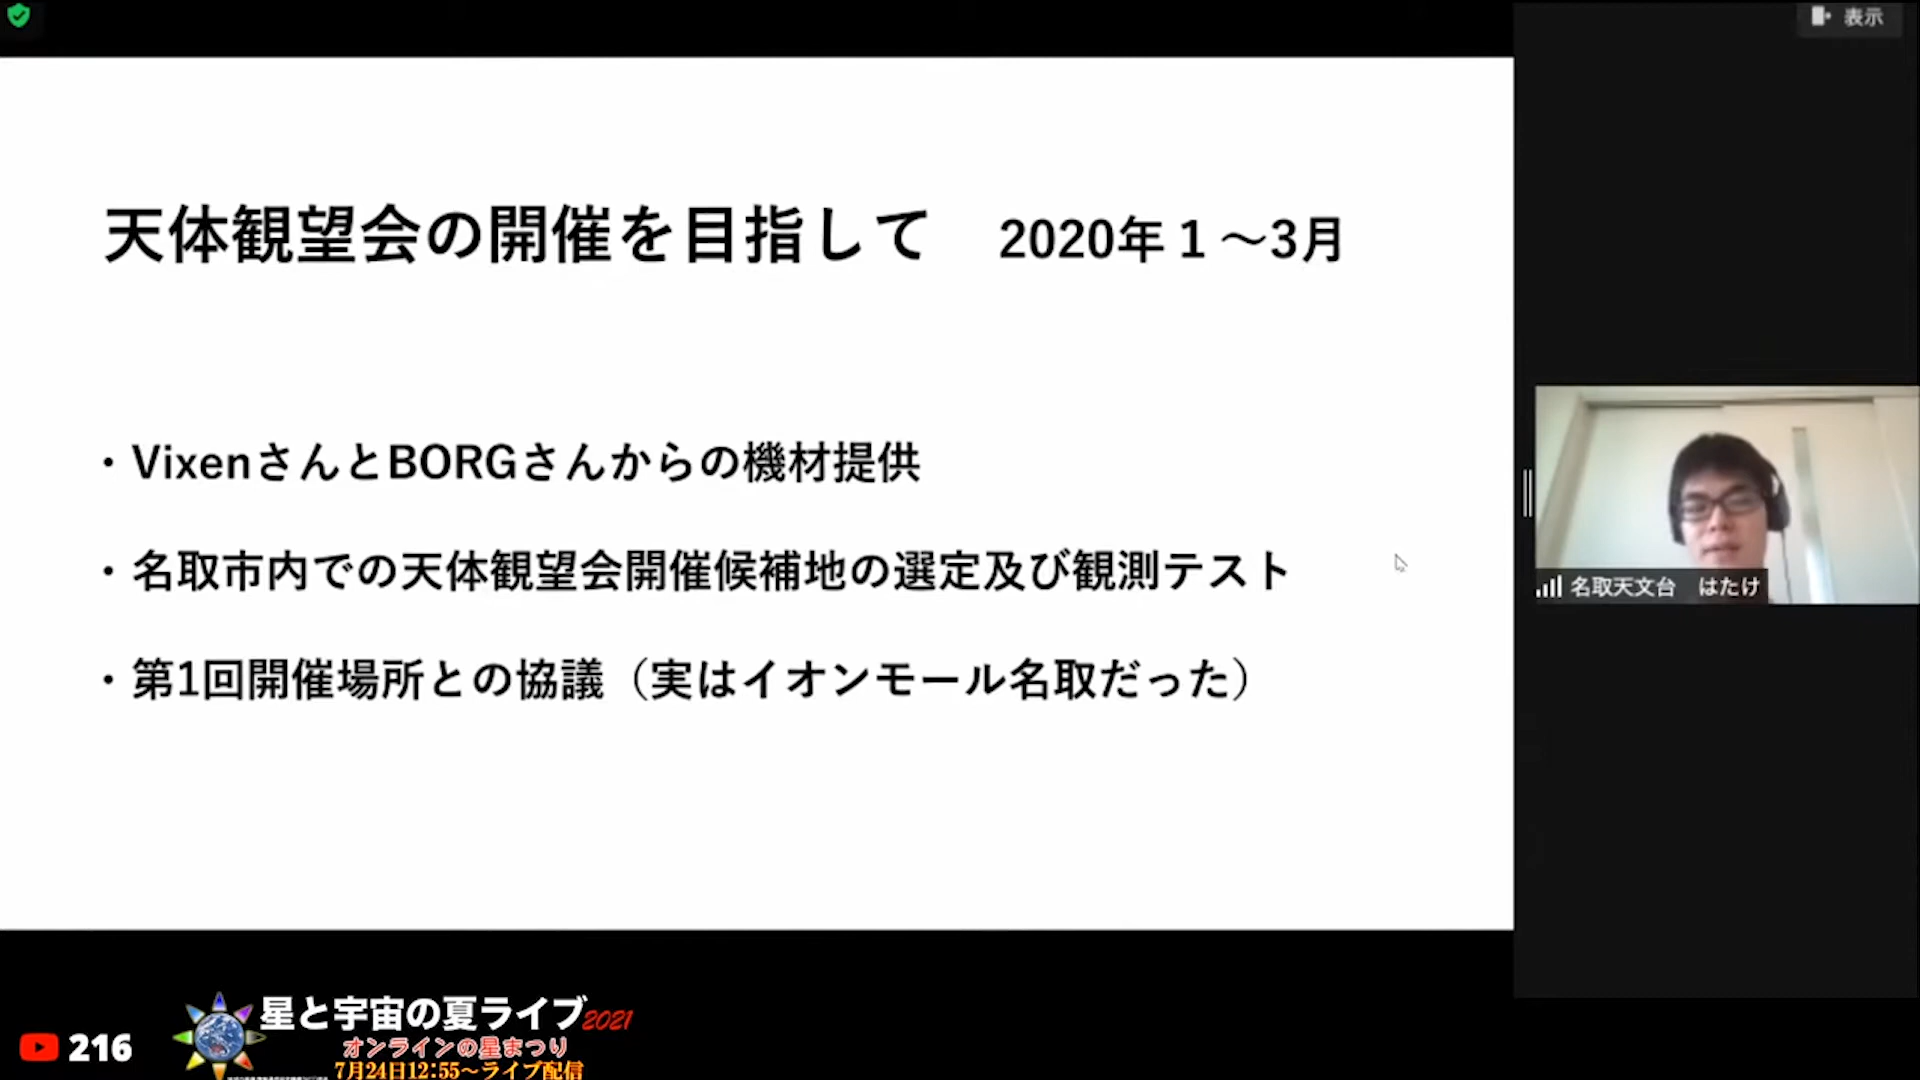 表示
天体観望会の開催を目指して　2020年１～3月
・VixenさんとBORGさんからの機材提供
・名取市内での天体観望会開催候補地の選定及び観測テスト
・第1回開催場所との協議（実はイオンモール名取だった）
名取天文台　はたけ
216
星と宇宙の夏ライブ2021
オンラインの星まつり
7月24日12:55～ライブ配信